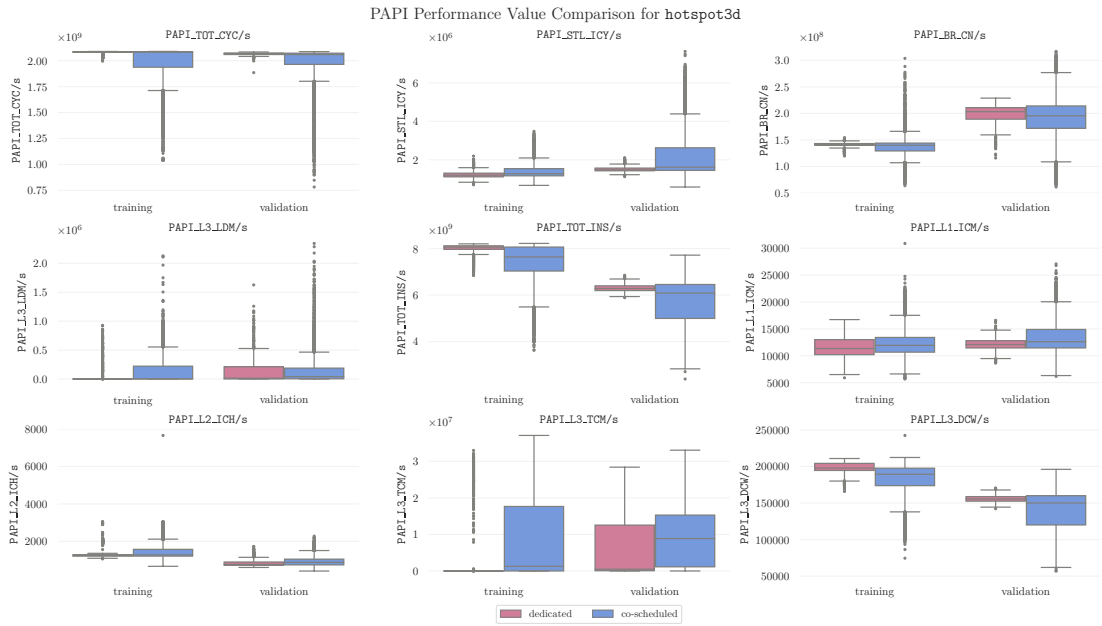 PAPI Performance Value Comparison for hotspot3d
PAPI_TOT_CYC/s
×10⁹
PAPI_TOT_CYC/s
2.00
1.75
1.50
1.25
1.00
0.75
training
validation
PAPI_STL_ICY/s
×10⁶
PAPI_STL_ICY/s
6
4
2
training
validation
PAPI_BR_CN/s
×10⁸
PAPI_BR_CN/s
3.0
2.5
2.0
1.5
1.0
0.5
training
validation
PAPI_L3_LDM/s
×10⁶
PAPI_L3_LDM/s
2.0
1.5
1.0
0.5
0.0
training
validation
PAPI_TOT_INS/s
×10⁹
PAPI_TOT_INS/s
8
6
4
training
validation
PAPI_L1_ICM/s
PAPI_L1_ICM/s
30000
25000
20000
15000
10000
5000
training
validation
PAPI_L2_ICH/s
PAPI_L2_ICH/s
8000
6000
4000
2000
training
validation
PAPI_L3_TCM/s
×10⁷
PAPI_L3_TCM/s
3
2
1
0
training
validation
PAPI_L3_DCW/s
PAPI_L3_DCW/s
250000
200000
150000
100000
50000
training
validation
dedicated
co-scheduled